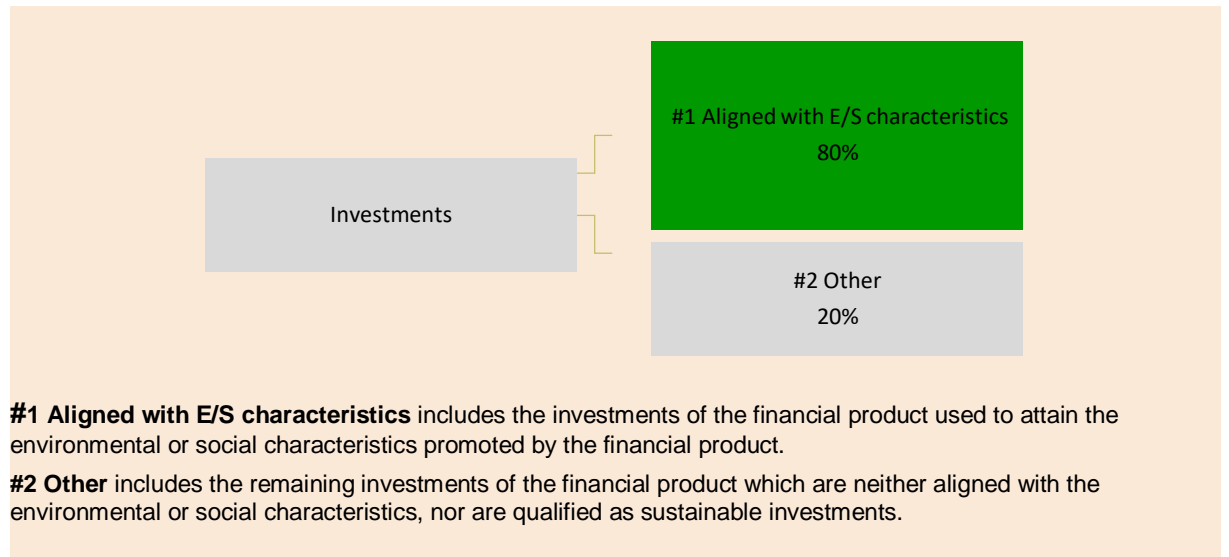 #1 Aligned with E/S characteristics
80%
Investments
#2 Other
20%
#1 Aligned with E/S characteristics includes the investments of the financial product used to attain the
environmental or social characteristics promoted by the financial product.
#2 Other includes the remaining investments of the financial product which are neither aligned with the
environmental or social characteristics, nor are qualified as sustainable investments.